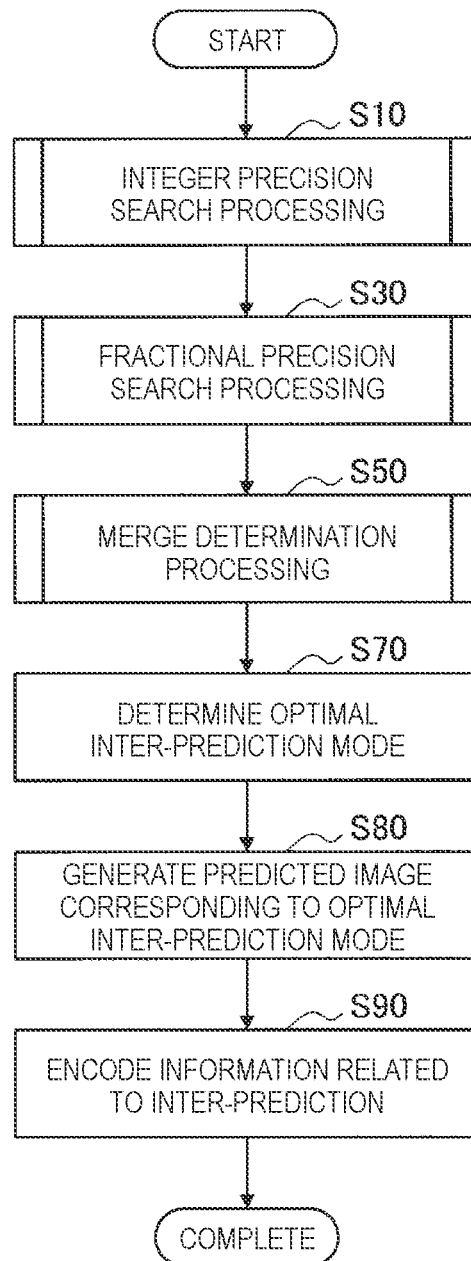 START
S10
INTEGER PRECISION
SEARCH PROCESSING
S30
FRACTIONAL PRECISION
SEARCH PROCESSING
S50
MERGE DETERMINATION
PROCESSING
S70
DETERMINE OPTIMAL
INTER-PREDICTION MODE
S80
GENERATE PREDICTED IMAGE
CORRESPONDING TO OPTIMAL
INTER-PREDICTION MODE
S90
ENCODE INFORMATION RELATED
TO INTER-PREDICTION
COMPLETE